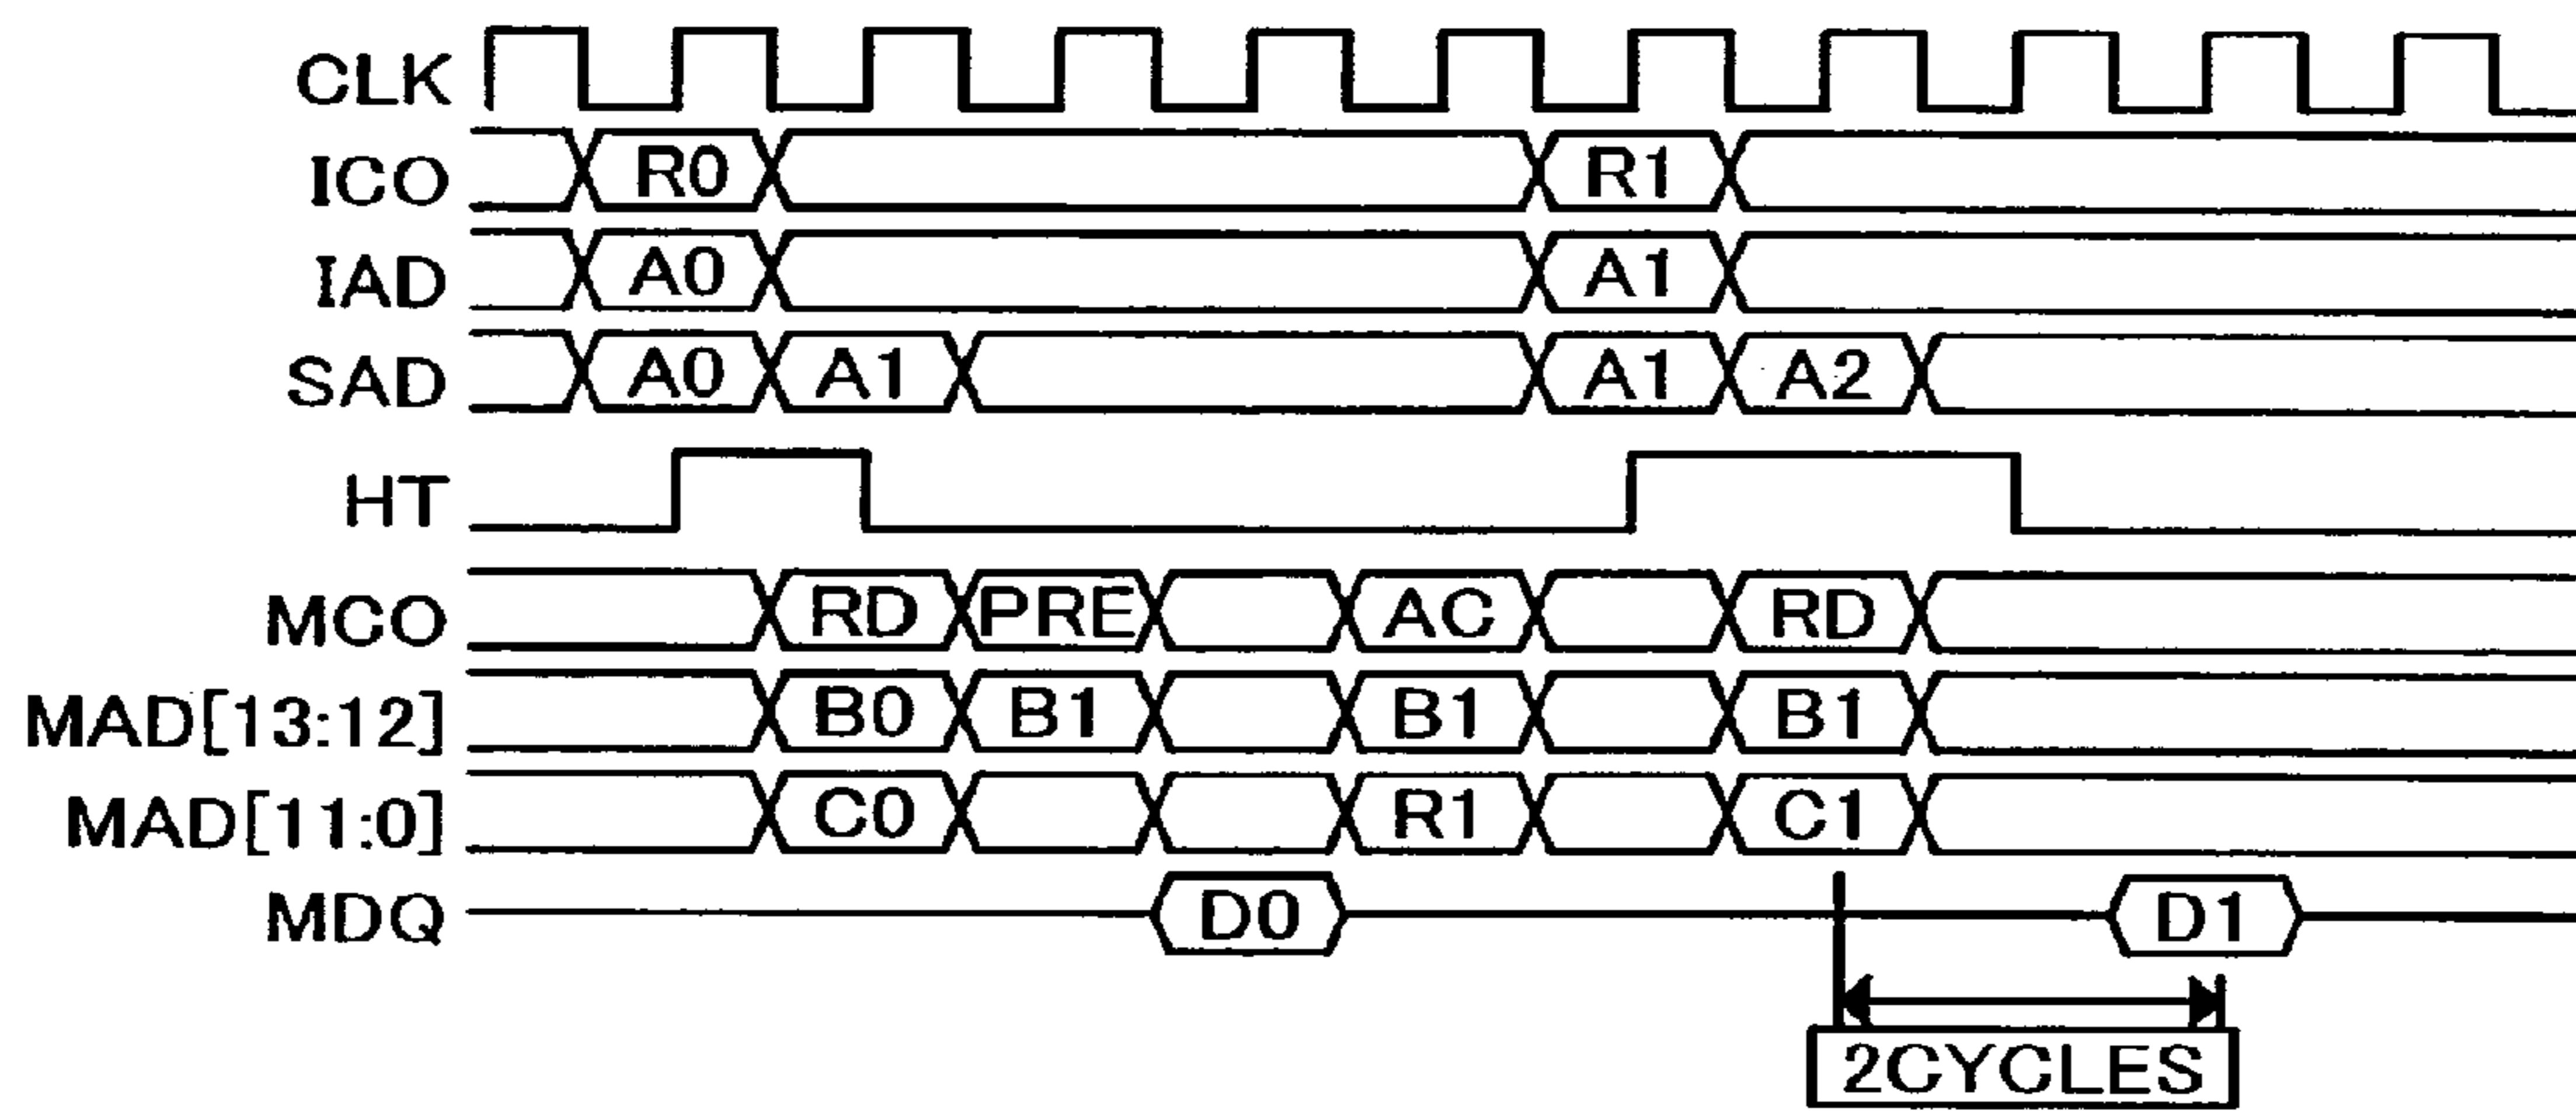 CLK
ICO R0 R1
IAD A0 A1
SAD A0 A1 A1 A2
HT
MCO RD PRE AC RD
MAD[13:12] B0 B1 B1 B1
MAD[11:0] C0 R1 C1
MDQ D0 D1
2CYCLES